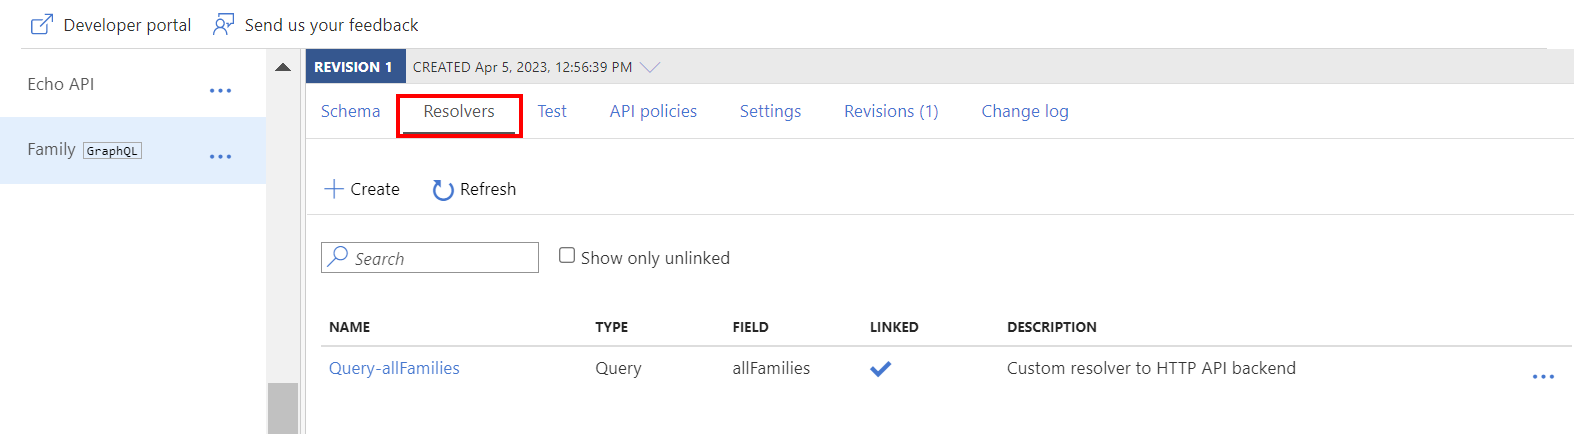 Developer portal Send us your feedback
Echo API ...
Family GraphQL ...
REVISION 1 CREATED Apr 5, 2023, 12:56:39 PM
Schema Resolvers Test API policies Settings Revisions (1) Change log
Create Refresh
Search Show only unlinked
NAME TYPE FIELD LINKED DESCRIPTION
Query-allFamilies Query allFamilies Custom resolver to HTTP API backend ...